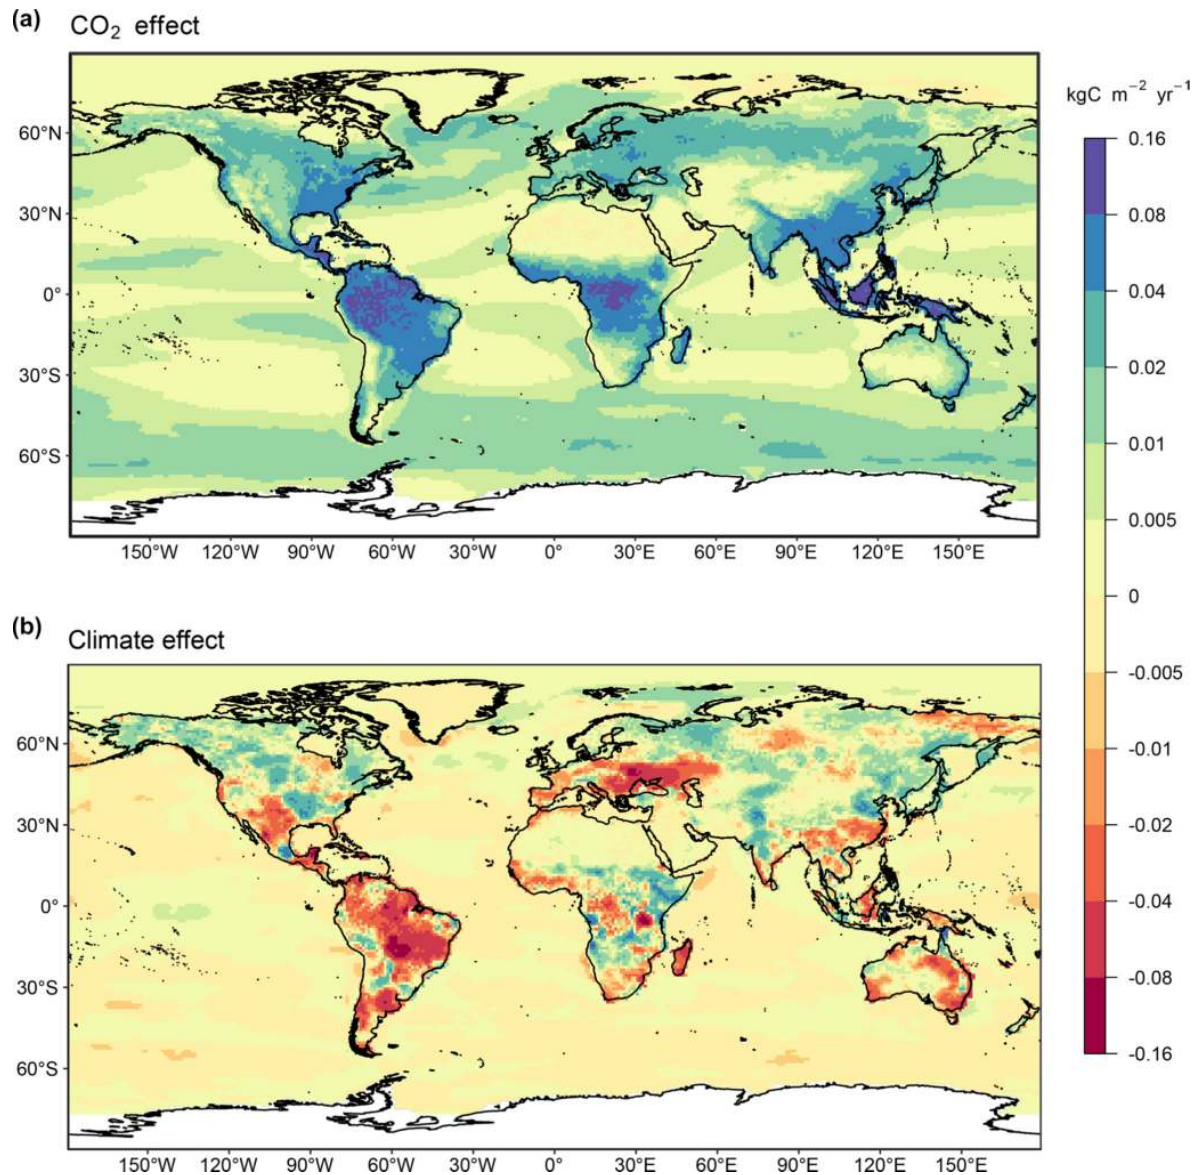 (a)
CO₂ effect
60°N
30°N
0°
30°S
60°S
150°W 120°W 90°W 60°W 30°W 0° 30°E 60°E 90°E 120°E 150°E
kgC m⁻² yr⁻¹
0.16
0.08
0.04
0.02
0.01
0.005
0
-0.005
-0.01
-0.02
-0.04
-0.08
-0.16
(b)
Climate effect
60°N
30°N
0°
30°S
60°S
150°W 120°W 90°W 60°W 30°W 0° 30°E 60°E 90°E 120°E 150°E